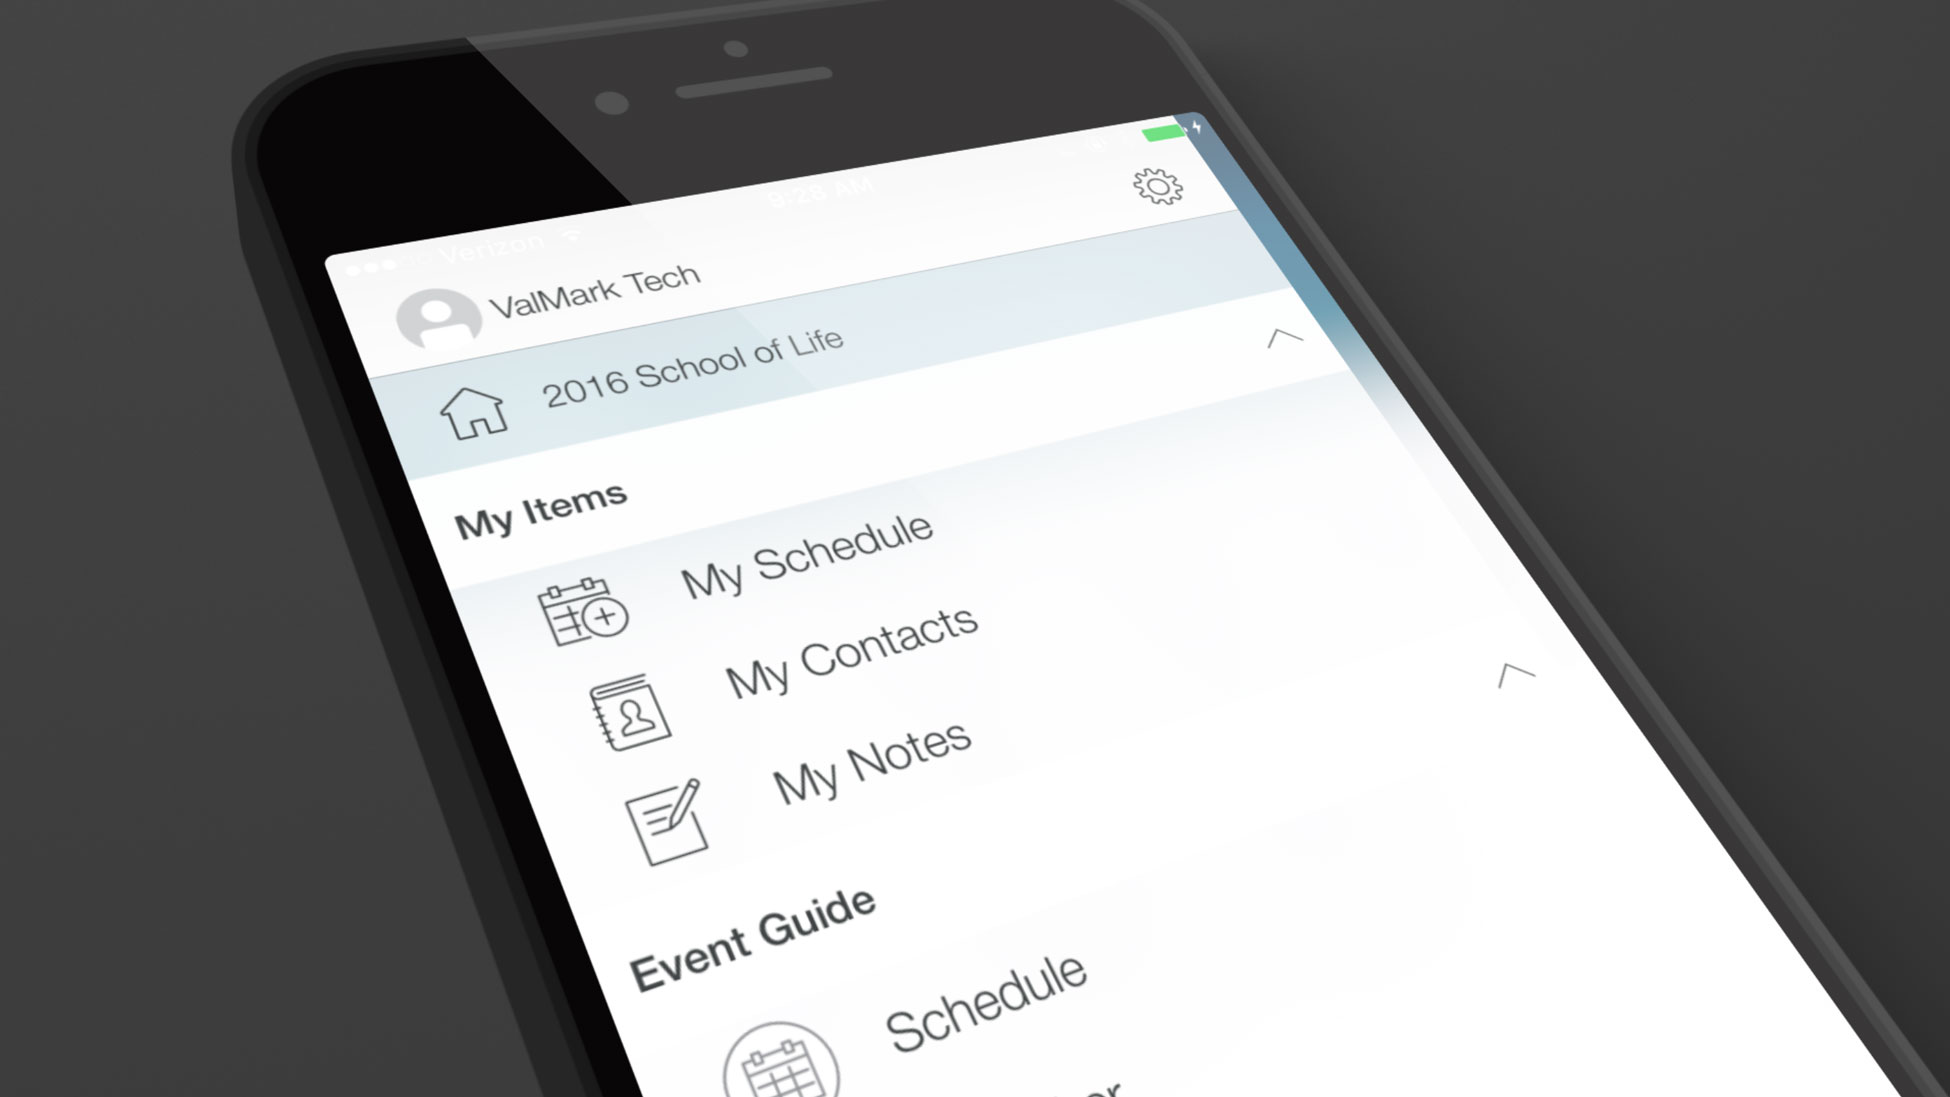 Verizon
9:28 AM
ValMark Tech
2016 School of Life
My Items
My Schedule
My Contacts
My Notes
Event Guide
Schedule